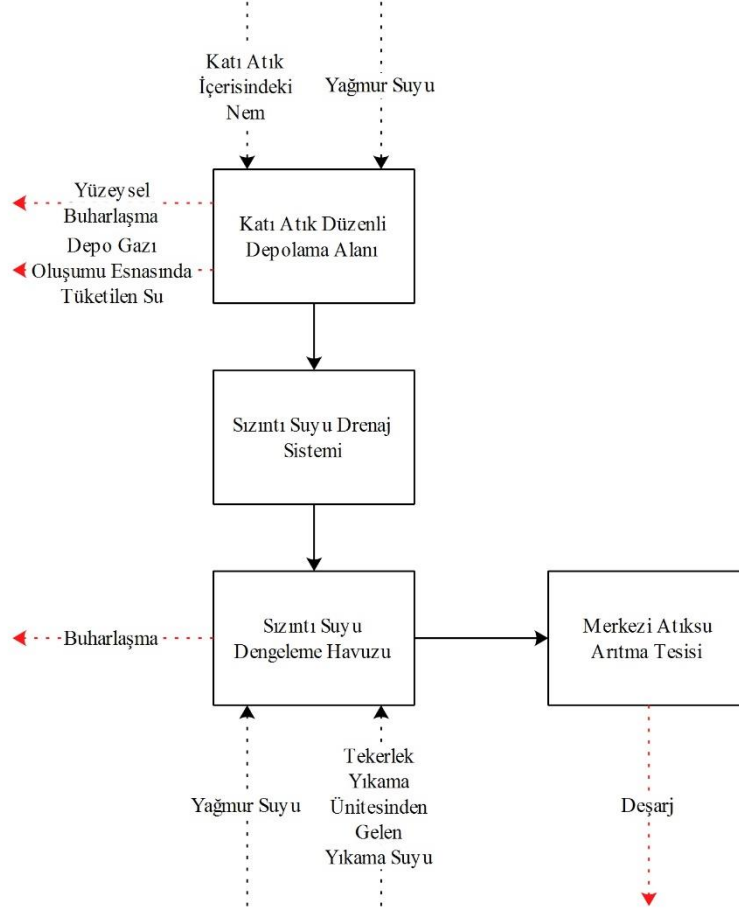 Katı Atık
İçerisindeki
Nem
Yağmur Suyu
Yüzeysel
Buharlaşma
Depo Gazı
Oluşumu Esnasında
Tüketilen Su
Katı Atık Düzenli
Depolama Alanı
Sızıntı Suyu Drenaj
Sistemi
Buharlaşma
Sızıntı Suyu
Dengeleme Havuzu
Merkezi Atıksu
Arıtma Tesisi
Yağmur Suyu
Tekerlek
Yıkama
Ünitesinden
Gelen
Yıkama Suyu
Deşarj